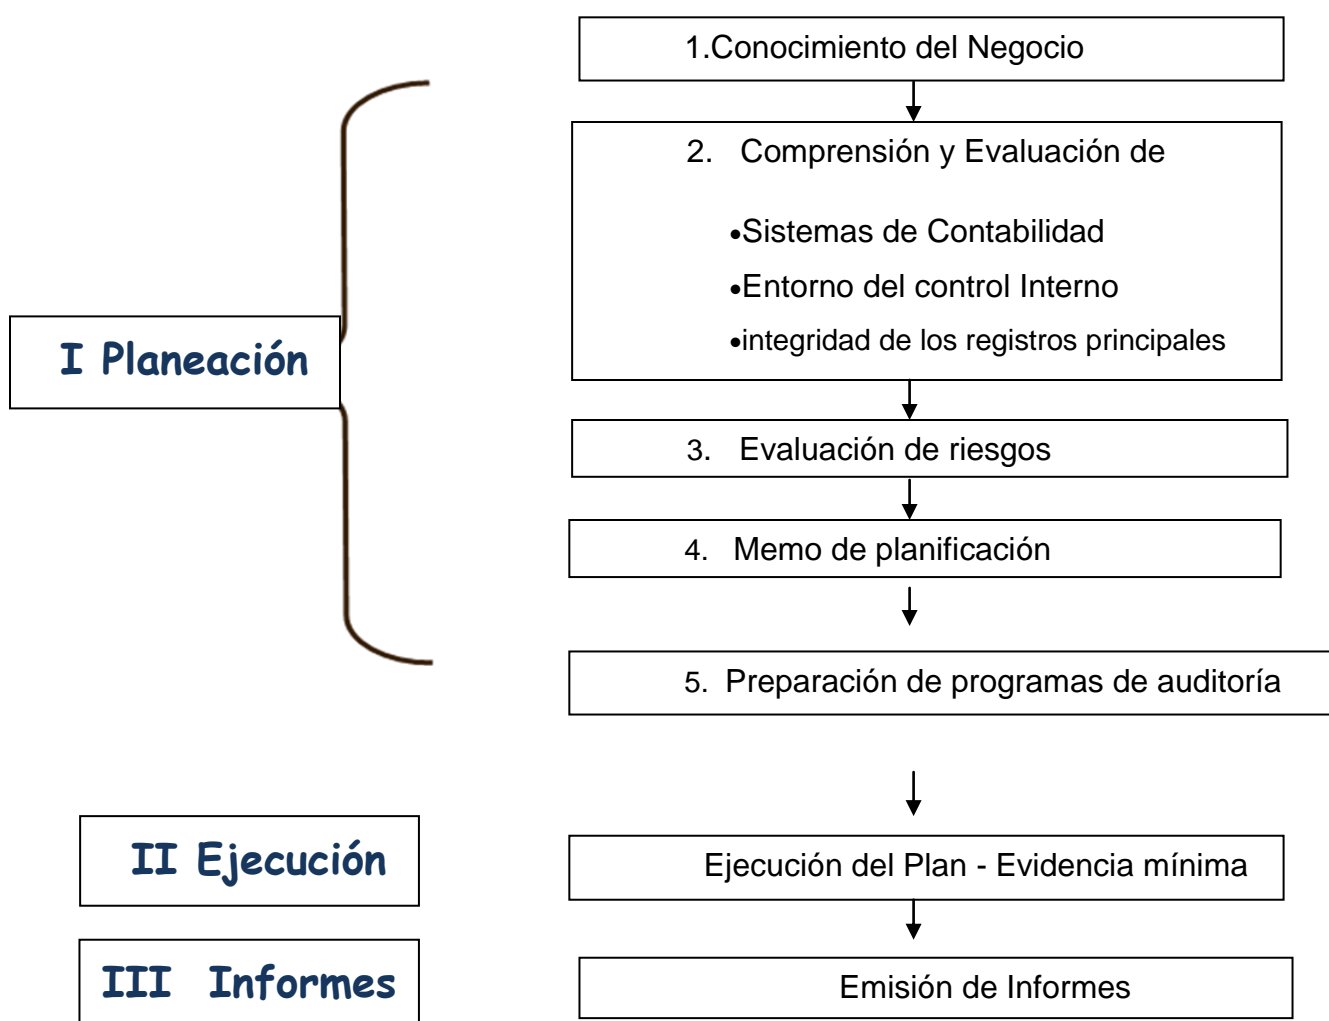 1.Conocimiento del Negocio
2. Comprensión y Evaluación de
•Sistemas de Contabilidad
•Entorno del control Interno
•integridad de los registros principales
I Planeación
3. Evaluación de riesgos
4. Memo de planificación
5. Preparación de programas de auditoría
II Ejecución
Ejecución del Plan - Evidencia mínima
III Informes
Emisión de Informes